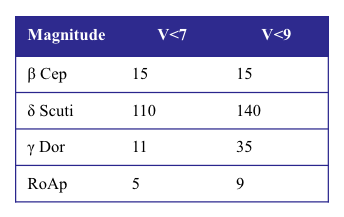 Magnitude V<7 V<9
β Cep 15 15
δ Scuti 110 140
γ Dor 11 35
RoAp 5 9